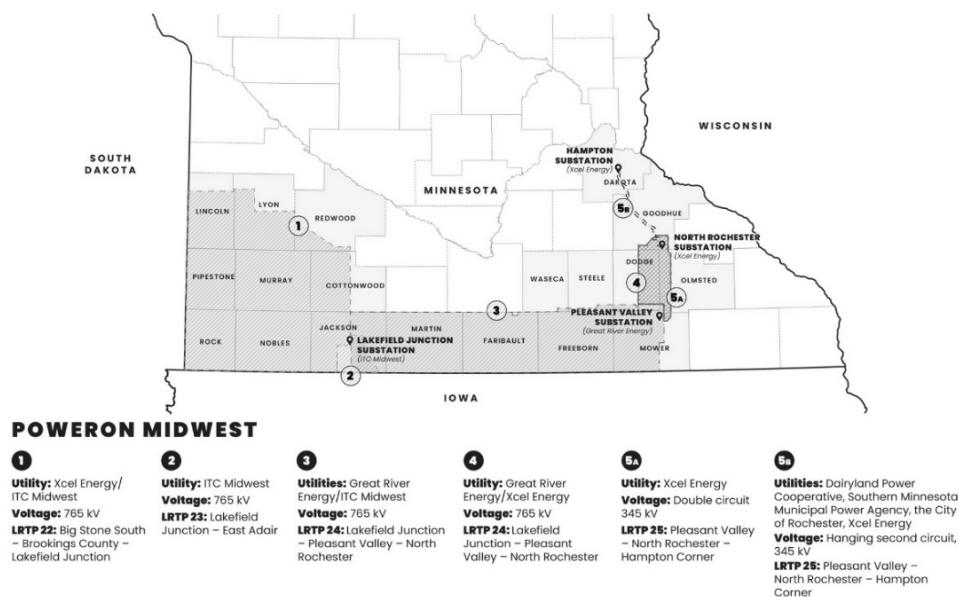 WISCONSIN
SOUTH
DAKOTA
HAMPTON
SUBSTATION
(Xcel Energy)
DAKOTA
MINNESOTA
5B
GOODHUE
LINCOLN
LYON
REDWOOD
1
NORTH ROCHESTER
SUBSTATION
(Xcel Energy)
DODGE
PIPESTONE
MURRAY
COTTONWOOD
WASECA
STEELE
4
OLMSTED
5A
3
PLEASANT VALLEY
SUBSTATION
(Great River Energy)
ROCK
NOBLES
JACKSON
MARTIN
FARIBAULT
FREEBORN
MOWER
LAKEFIELD JUNCTION
SUBSTATION
(ITC Midwest)
2
IOWA
POWERON MIDWEST
1
Utility: Xcel Energy/
ITC Midwest
Voltage: 765 kV
LRTP 22: Big Stone South
– Brookings County –
Lakefield Junction
2
Utility: ITC Midwest
Voltage: 765 kV
LRTP 23: Lakefield
Junction – East Adair
3
Utilities: Great River
Energy/ITC Midwest
Voltage: 765 kV
LRTP 24: Lakefield Junction
– Pleasant Valley – North
Rochester
4
Utility: Great River
Energy/Xcel Energy
Voltage: 765 kV
LRTP 24: Lakefield
Junction – Pleasant
Valley – North Rochester
5A
Utility: Xcel Energy
Voltage: Double circuit
345 kV
LRTP 25: Pleasant Valley
– North Rochester –
Hampton Corner
5B
Utilities: Dairyland Power
Cooperative, Southern Minnesota
Municipal Power Agency, the City
of Rochester, Xcel Energy
Voltage: Hanging second circuit,
345 kV
LRTP 25: Pleasant Valley –
North Rochester – Hampton
Corner